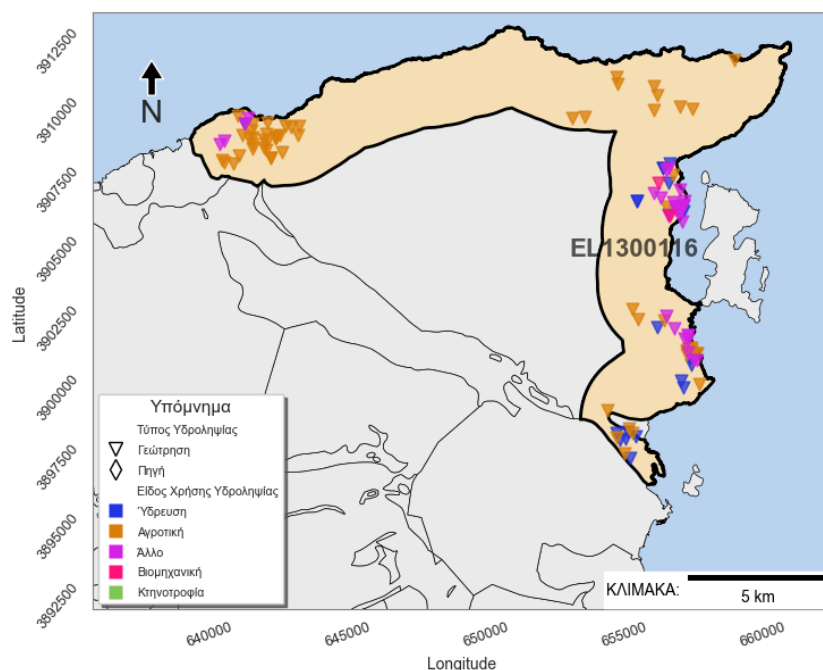 3912500
3910000
3907500
3905000
3902500
3900000
3897500
3895000
3892500
Latitude
N
EL1300116
Υπόμνημα
Τύπος Υδροληψίας
Γεώτρηση
Πηγή
Είδος Χρήσης Υδροληψίας
Ύδρευση
Αγροτική
Άλλο
Βιομηχανική
Κτηνοτροφία
ΚΛΙΜΑΚΑ:
5 km
640000
645000
650000
655000
660000
Longitude